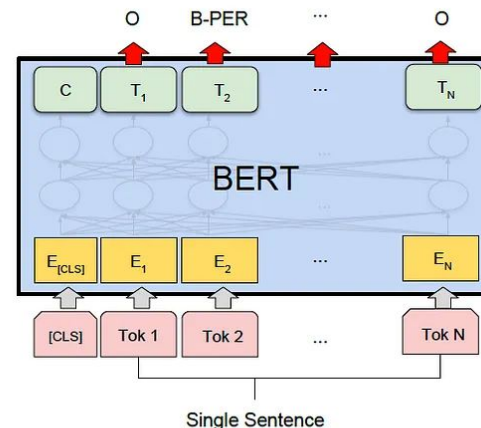 O B-PER ... O
C T1 T2 ... TN
...
...
BERT
E[CLS] E1 E2 ... EN
[CLS] Tok 1 Tok 2 ... Tok N
Single Sentence